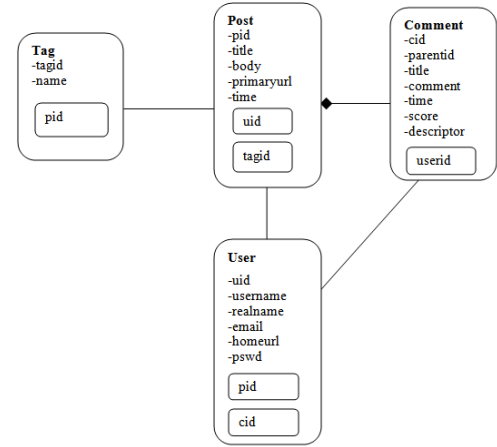 Tag
-tagid
-name
pid
Post
-pid
-title
-body
-primaryurl
-time
uid
tagid
Comment
-cid
-parentid
-title
-comment
-time
-score
-descriptor
userid
User
-uid
-username
-realname
-email
-homeurl
-pswd
pid
cid